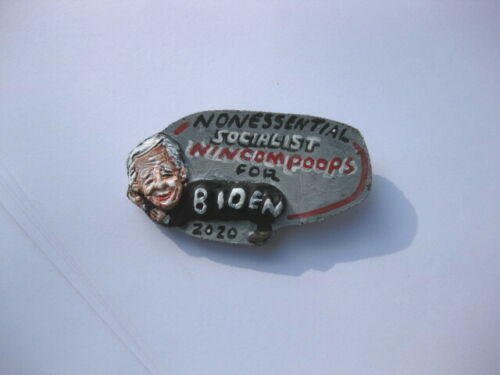 NONESSENTIAL
SOCIALIST
NINCOMPOOPS
FOR
BIDEN
2020